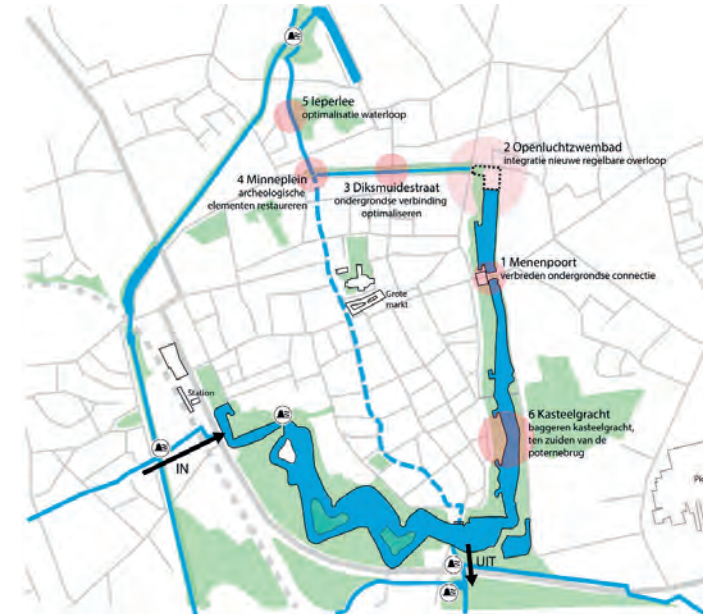 5 Ieperlee
optimalisatie waterloop
2 Openluchtzwembad
integratie nieuwe regelbare overloop
4 Minneplein
archeologische
elementen restaureren
3 Diksmuidestraat
ondergrondse verbinding
optimaliseren
1 Menenpoort
verbreden ondergrondse connectie
Grote
markt
Station
6 Kasteelgracht
baggeren kasteelgracht,
ten zuiden van de
poternebrug
IN
UIT